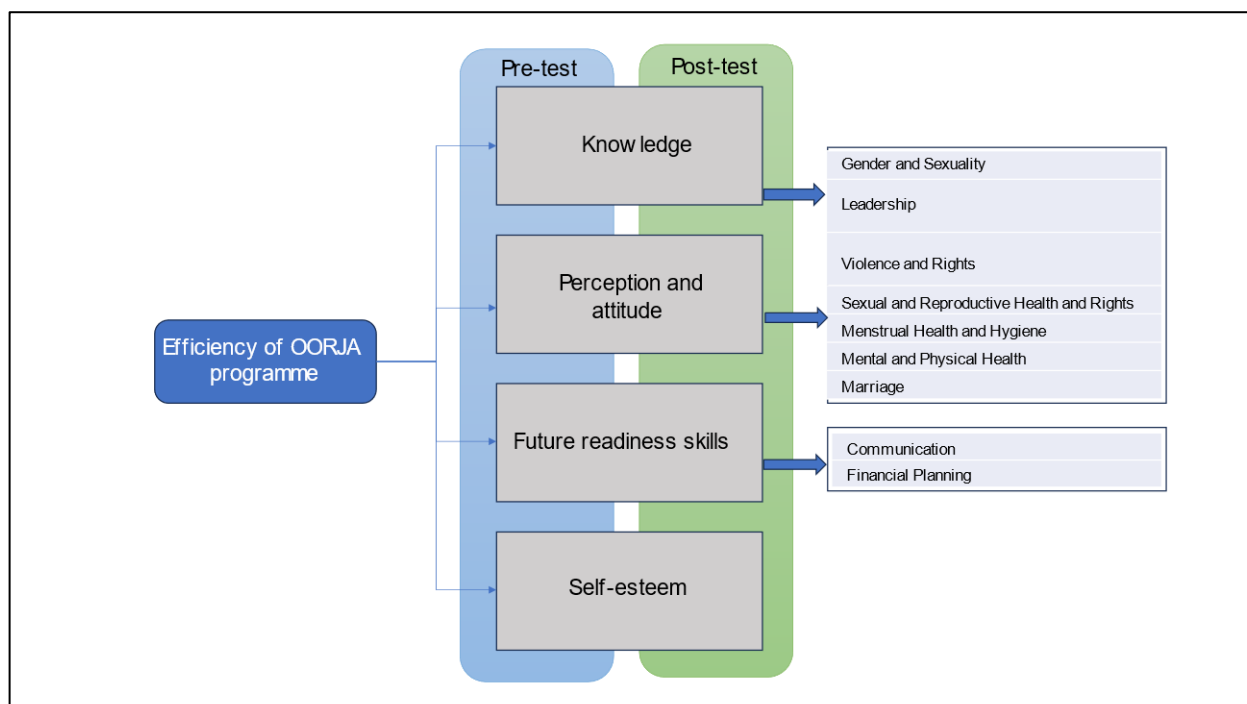 Pre-test
Post-test
Knowledge
Perception and
attitude
Future readiness skills
Self-esteem
Efficiency of OORJA
programme
Gender and Sexuality
Leadership
Violence and Rights
Sexual and Reproductive Health and Rights
Menstrual Health and Hygiene
Mental and Physical Health
Marriage
Communication
Financial Planning